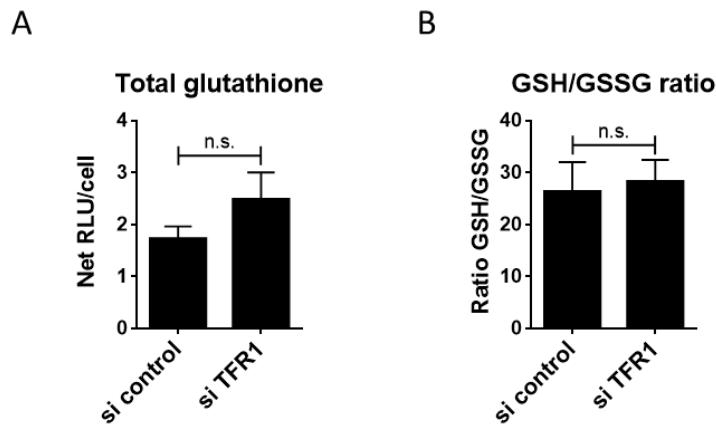 A
Total glutathione
Net RLU/cell
4
3
2
1
0
n.s.
si control
si TFR1
B
GSH/GSSG ratio
Ratio GSH/GSSG
40
30
20
10
0
n.s.
si control
si TFR1